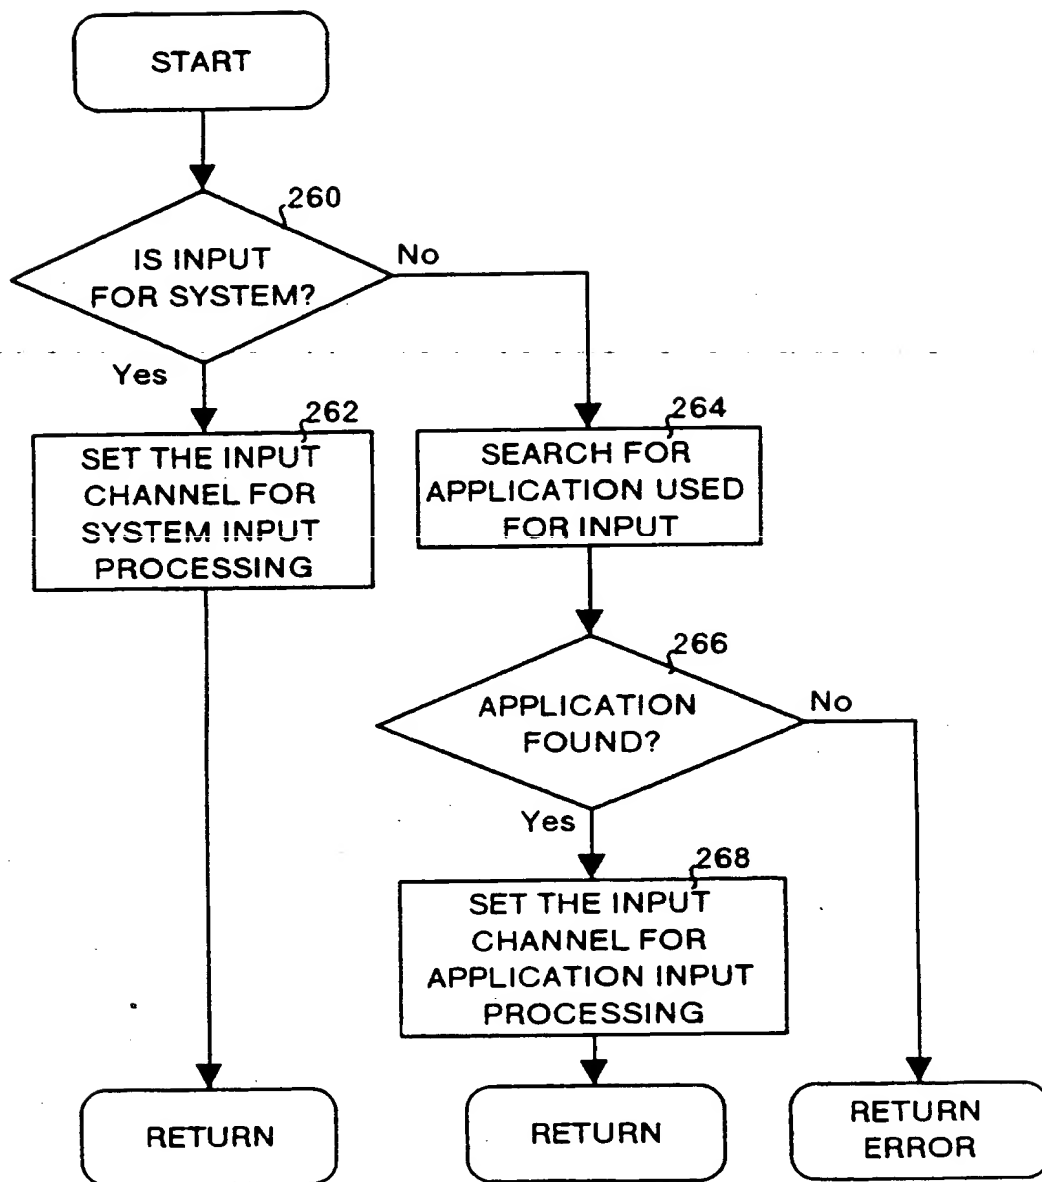 START
260
IS INPUT
FOR SYSTEM?
No
Yes
262
SET THE INPUT
CHANNEL FOR
SYSTEM INPUT
PROCESSING
264
SEARCH FOR
APPLICATION USED
FOR INPUT
266
APPLICATION
FOUND?
No
Yes
268
SET THE INPUT
CHANNEL FOR
APPLICATION INPUT
PROCESSING
RETURN
RETURN
RETURN
ERROR